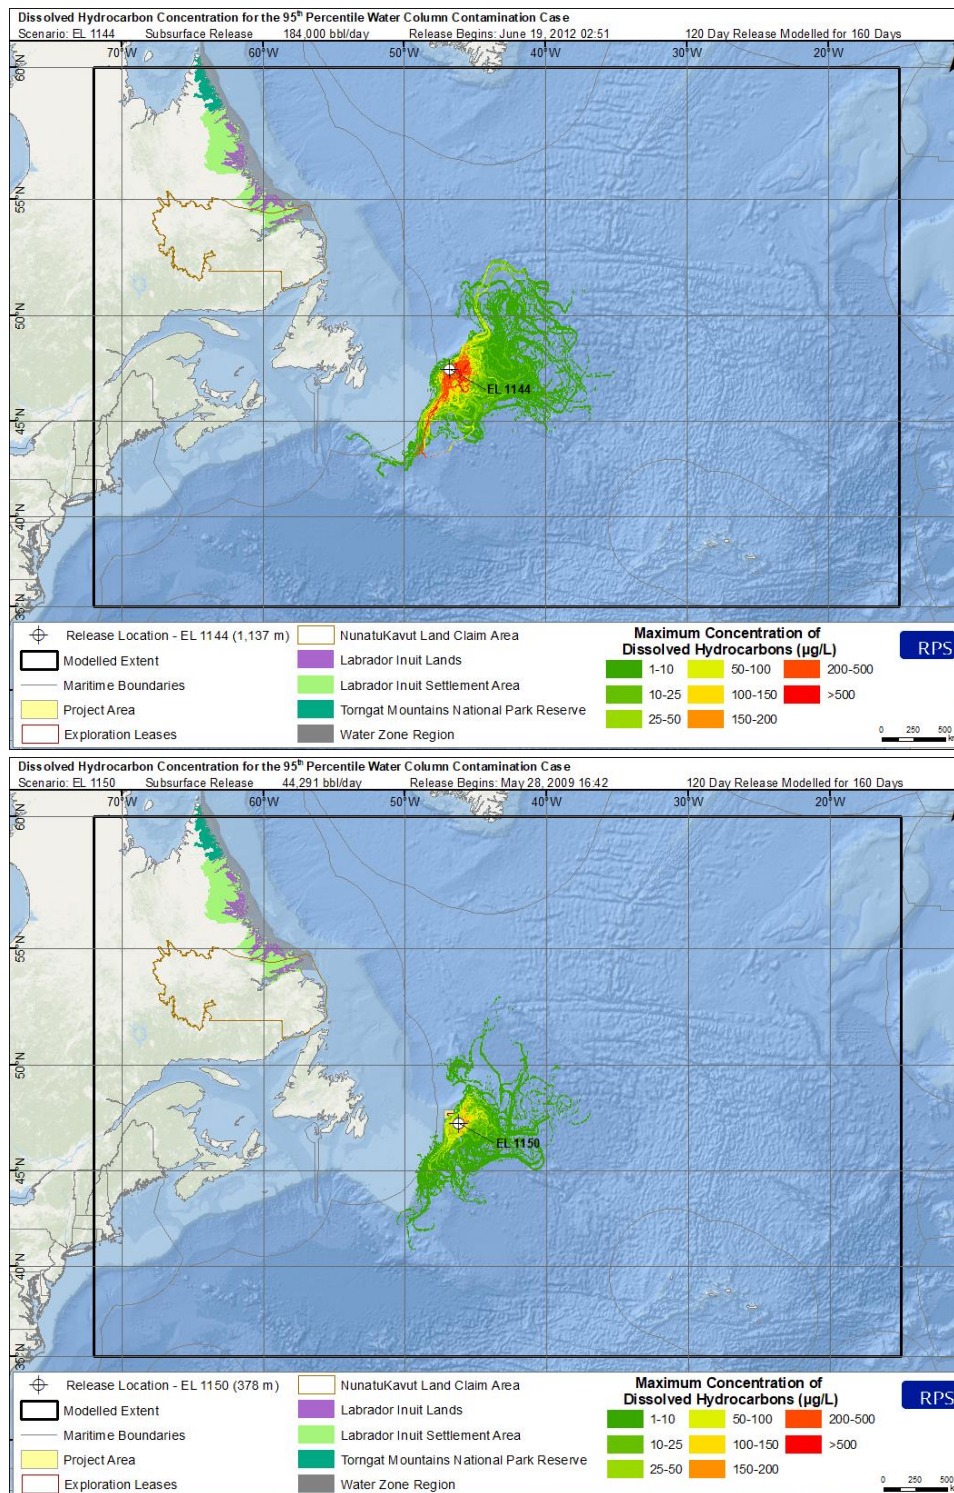 Dissolved Hydrocarbon Concentration for the 95th Percentile Water Column Contamination Case
Scenario: EL 1144 Subsurface Release 184,000 bbl/day Release Begins: June 19, 2012 02:51 120 Day Release Modelled for 160 Days
70°W 60°W 50°W 40°W 30°W 20°W
60°N
55°N
50°N
EL 1144
45°N
40°N
35°N
Release Location - EL 1144 (1,137 m)
Modelled Extent
Maritime Boundaries
Project Area
Exploration Leases
NunatuKavut Land Claim Area
Labrador Inuit Lands
Labrador Inuit Settlement Area
Torngat Mountains National Park Reserve
Water Zone Region
Maximum Concentration of
Dissolved Hydrocarbons (µg/L)
1-10 50-100 200-500
10-25 100-150 >500
25-50 150-200
RPS
0 250 500
Dissolved Hydrocarbon Concentration for the 95th Percentile Water Column Contamination Case
Scenario: EL 1150 Subsurface Release 44,291 bbl/day Release Begins: May 28, 2009 16:42 120 Day Release Modelled for 160 Days
70°W 60°W 50°W 40°W 30°W 20°W
60°N
55°N
50°N
EL 1150
45°N
40°N
35°N
Release Location - EL 1150 (378 m)
Modelled Extent
Maritime Boundaries
Project Area
Exploration Leases
NunatuKavut Land Claim Area
Labrador Inuit Lands
Labrador Inuit Settlement Area
Torngat Mountains National Park Reserve
Water Zone Region
Maximum Concentration of
Dissolved Hydrocarbons (µg/L)
1-10 50-100 200-500
10-25 100-150 >500
25-50 150-200
RPS
0 250 500